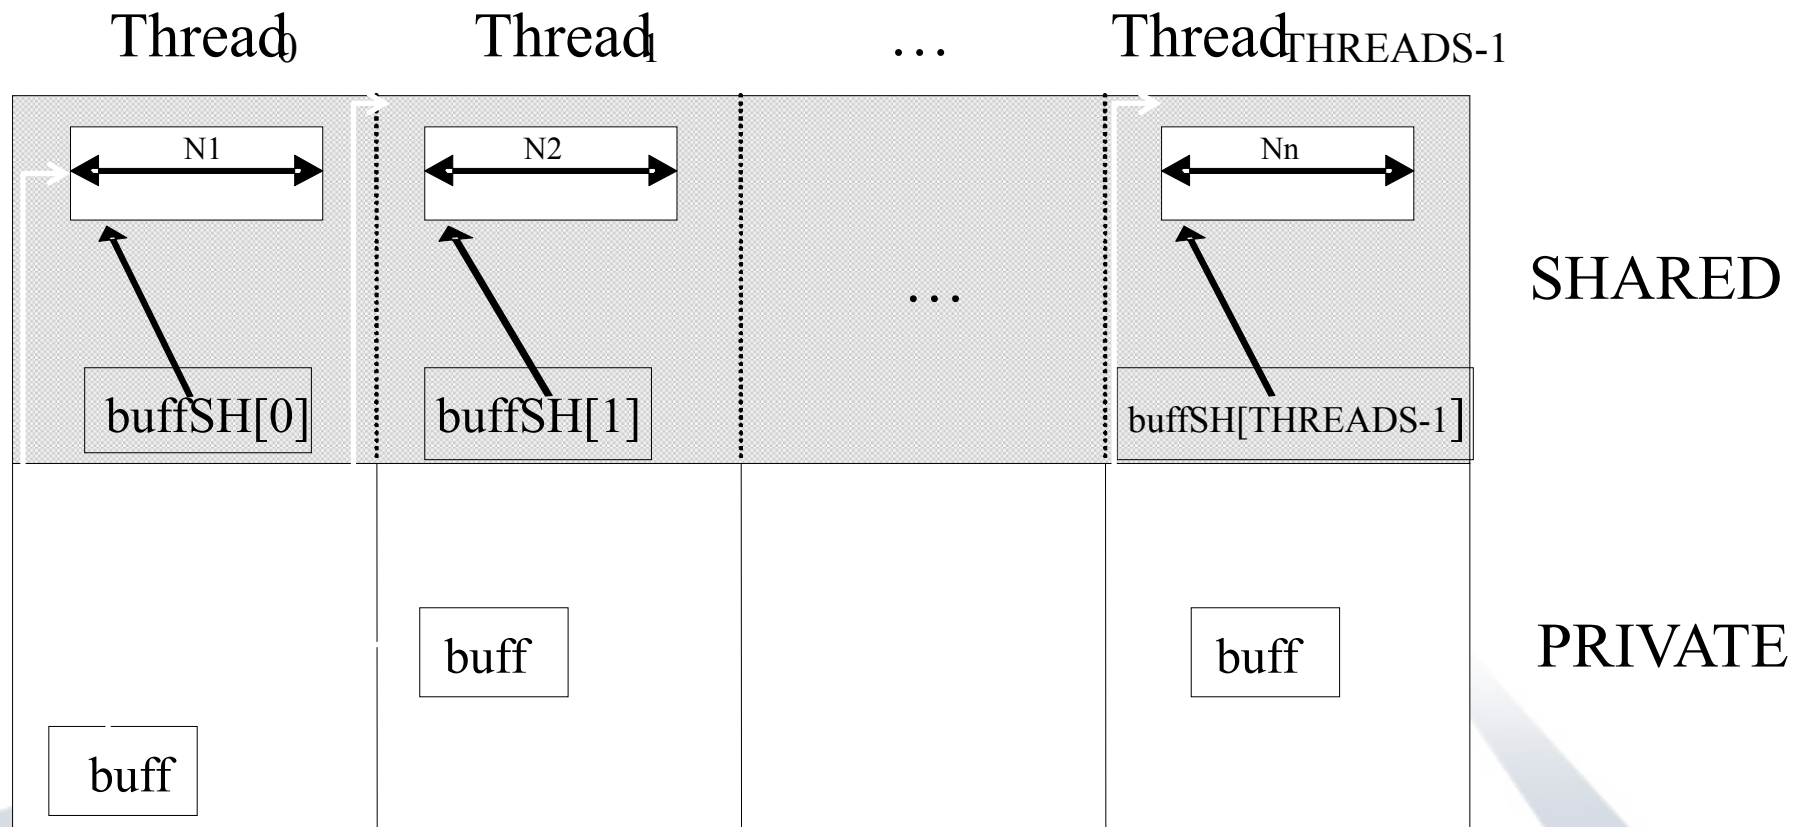 Thread0 Thread1 … ThreadTHREADS-1
N1 N2 Nn
SHARED
…
buffSH[0] buffSH[1] buffSH[THREADS-1]
buff buff PRIVATE
buff